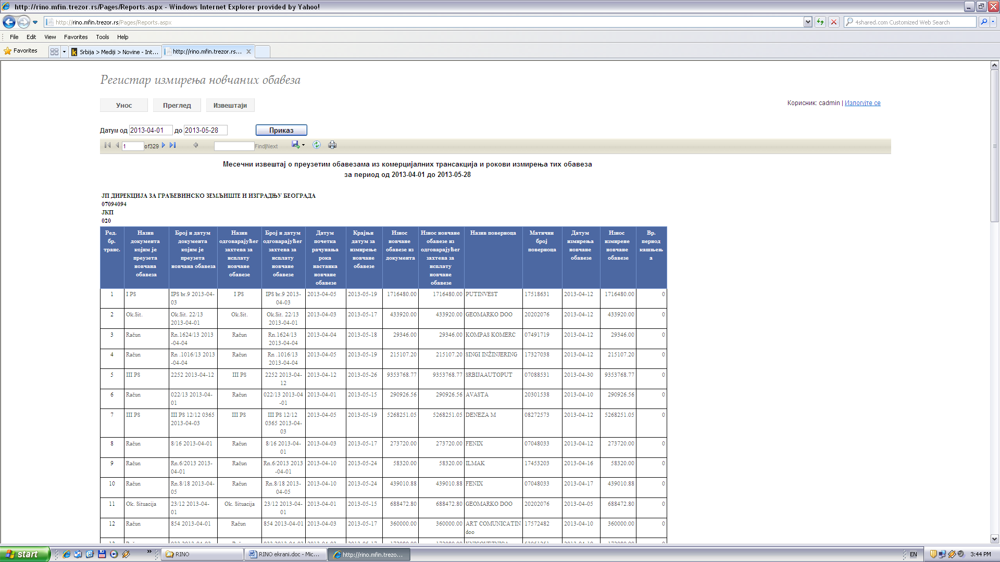 http://rino.mfin.trezor.rs/Pages/Reports.aspx - Windows Internet Explorer provided by Yahoo!
http://rino.mfin.trezor.rs/Pages/Reports.aspx
4shared.com Customized Web Search
File Edit View Favorites Tools Help
Favorites
Srbija > Mediji > Novine - Int...
http://rino.mfin.trezor.rs...
Регистар измирења новчаних обавеза
Унос Преглед Извештаји
Корисник: cadmin | Излогујте се
Датум од 2013-04-01 до 2013-05-28 Приказ
1 of329 Find|Next
Месечни извештај о преузетим обавезама из комерцијалних трансакција и рокови измирења тих обавеза
за период од 2013-04-01 до 2013-05-28
ЈП ДИРЕКЦИЈА ЗА ГРАЂЕВИНСКО ЗЕМЉИШТЕ И ИЗГРАДЊУ БЕОГРАДА
07094094
ЈКП
020
Ред. бр. транс. | Назив документа којим је преузета новчана обавеза | Број и датум документа којим је преузета новчана обавеза | Назив одговарајућег захтева за исплату новчане обавезе | Број и датум одговарајућег захтева за исплату новчане обавезе | Датум почетка рачунања рока настанка новчане обавезе | Крајњи датум за измирење новчане обавезе | Износ новчане обавезе из документа | Износ новчане обавезе из одговарајућег захтева за исплату новчане обавезе | Назив повериоца | Матични број повериоца | Датум измирења новчане обавезе | Износ измирене новчане обавезе | Вр. период кашњења
1 I PS IPS br.9 2013-04-03 I PS IPS br.9 2013-04-03 2013-04-05 2013-05-19 1716480.00 1716480.00 PUTINVEST 17518631 2013-04-12 1716480.00 0
2 Ok.Sit. Ok.Sit. 22/13 2013-04-01 Ok.Sit. Ok.Sit. 22/13 2013-04-01 2013-04-03 2013-05-17 433920.00 433920.00 GEOMARKO DOO 20202076 2013-04-12 433920.00 0
3 Račun Rn.1624/13 2013-04-04 Račun Rn.1624/13 2013-04-04 2013-04-04 2013-05-18 29346.00 29346.00 KOMPAS KOMERC 07491719 2013-04-12 29346.00 0
4 Račun Rn .1016/13 2013-04-04 Račun Rn .1016/13 2013-04-04 2013-04-05 2013-05-19 215107.20 215107.20 SINGI INŽINJERING 17327038 2013-04-12 215107.20 0
5 III PS 2252 2013-04-12 III PS 2252 2013-04-12 2013-04-12 2013-05-26 9353768.77 9353768.77 SRBIJAAUTOPUT 07088531 2013-04-30 9353768.77 0
6 Račun 022/13 2013-04-01 Račun 022/13 2013-04-01 2013-04-01 2013-05-15 290926.56 290926.56 AVASTA 20301538 2013-04-10 290926.56 0
7 III PS III PS 12/12 0365 2013-04-03 III PS III PS 12/12 0365 2013-04-03 2013-04-05 2013-05-19 5268251.05 5268251.05 DENEZA M 08272573 2013-04-12 5268251.05 0
8 Račun 8/16 2013-04-01 Račun 8/16 2013-04-01 2013-04-03 2013-05-17 273720.00 273720.00 FENIX 07048033 2013-04-12 273720.00 0
9 Račun Rn.6/2013 2013-04-01 Račun Rn.6/2013 2013-04-01 2013-04-10 2013-05-24 58320.00 58320.00 ILMAK 17453203 2013-04-16 58320.00 0
10 Račun Rn.8/18 2013-04-05 Račun Rn.8/18 2013-04-05 2013-04-10 2013-05-24 439010.88 439010.88 FENIX 07048033 2013-04-17 439010.88 0
11 Ok. Situacija 23/12 2013-04-01 Ok. Situacija 23/12 2013-04-01 2013-04-01 2013-05-15 688472.80 688472.80 GEOMARKO DOO 20202076 2013-04-05 688472.80 0
12 Račun 854 2013-04-01 Račun 854 2013-04-01 2013-04-03 2013-05-17 360000.00 360000.00 ART COMUNICATIN doo 17572482 2013-04-10 360000.00 0
start RINO RINO ekrani.doc - Mic... http://rino.mfin.trezo... EN 3:44 PM